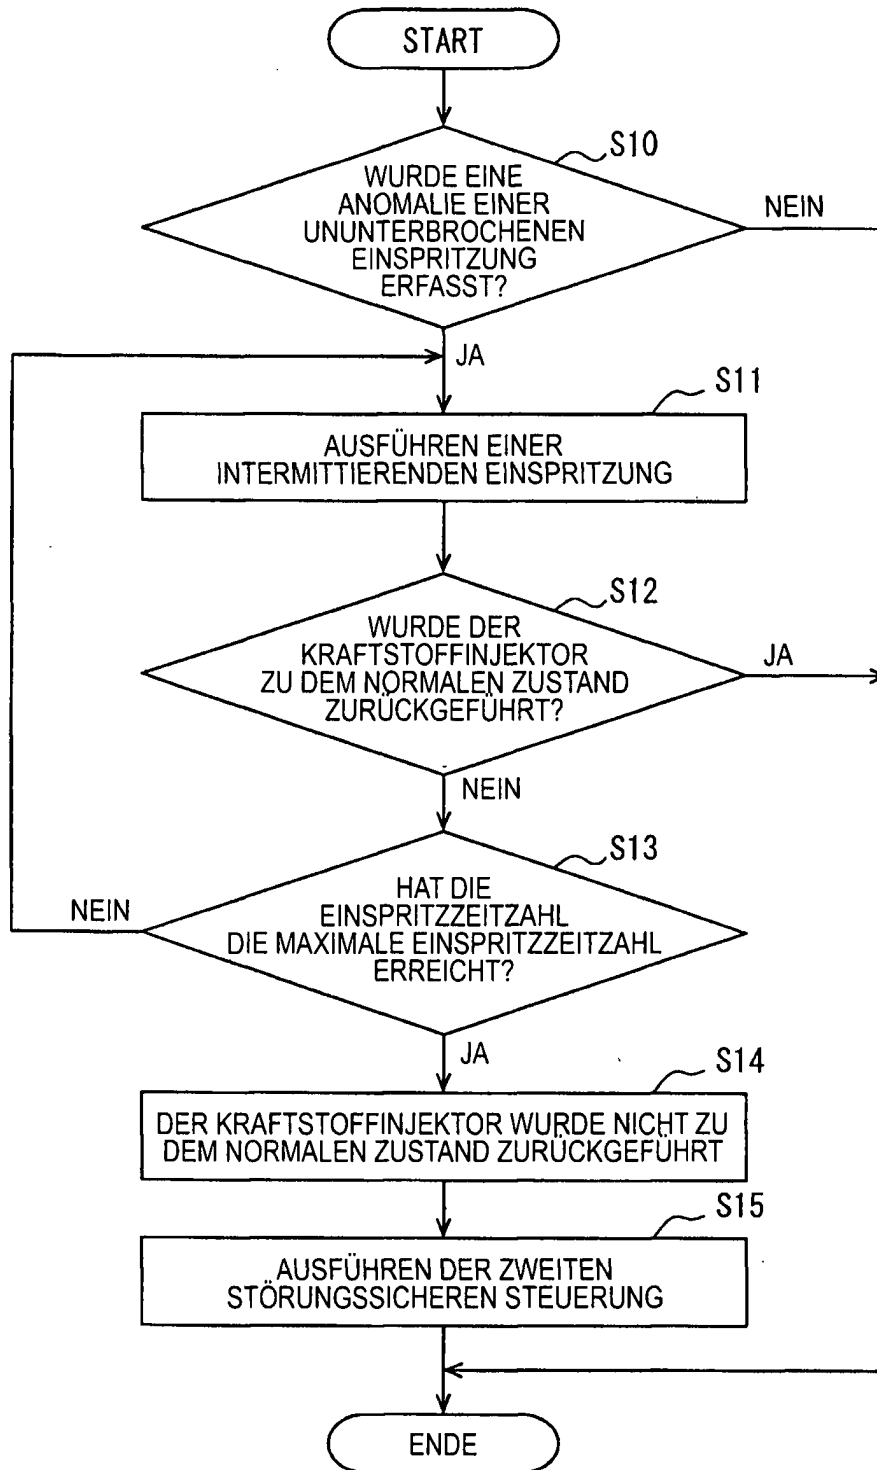 START
S10
WURDE EINE
ANOMALIE EINER
UNUNTERBROCHENEN
EINSPRITZUNG
ERFASST?
NEIN
JA
S11
AUSFÜHREN EINER
INTERMITTIERENDEN EINSPRITZUNG
S12
WURDE DER
KRAFTSTOFFINJEKTOR
ZU DEM NORMALEN ZUSTAND
ZURÜCKGEFÜHRT?
JA
NEIN
S13
HAT DIE
EINSPRITZZEITZAHL
DIE MAXIMALE EINSPRITZZEITZAHL
ERREICHT?
NEIN
JA
S14
DER KRAFTSTOFFINJEKTOR WURDE NICHT ZU
DEM NORMALEN ZUSTAND ZURÜCKGEFÜHRT
S15
AUSFÜHREN DER ZWEITEN
STÖRUNGSSICHEREN STEUERUNG
ENDE